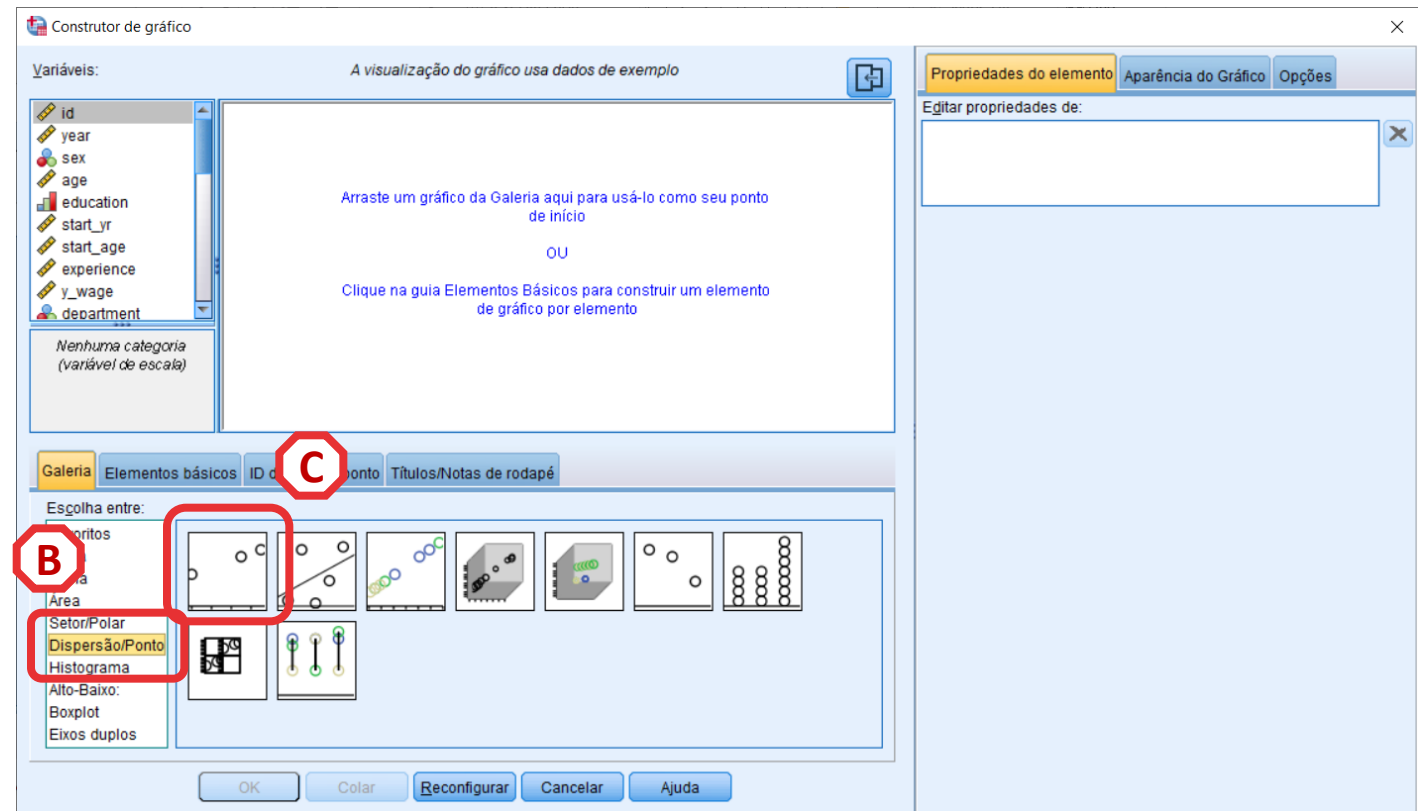 Construtor de gráfico
Variáveis:
A visualização do gráfico usa dados de exemplo
id
year
sex
age
education
start_yr
start_age
experience
y_wage
department
Nenhuma categoria
(variável de escala)
Arraste um gráfico da Galeria aqui para usá-lo como seu ponto
de início
OU
Clique na guia Elementos Básicos para construir um elemento
de gráfico por elemento
Propriedades do elemento Aparência do Gráfico Opções
Editar propriedades de:
C
Galeria Elementos básicos ID ponto Títulos/Notas de rodapé
Escolha entre:
B
Área
Setor/Polar
Dispersão/Ponto
Histograma
Alto-Baixo:
Boxplot
Eixos duplos
OK Colar Reconfigurar Cancelar Ajuda